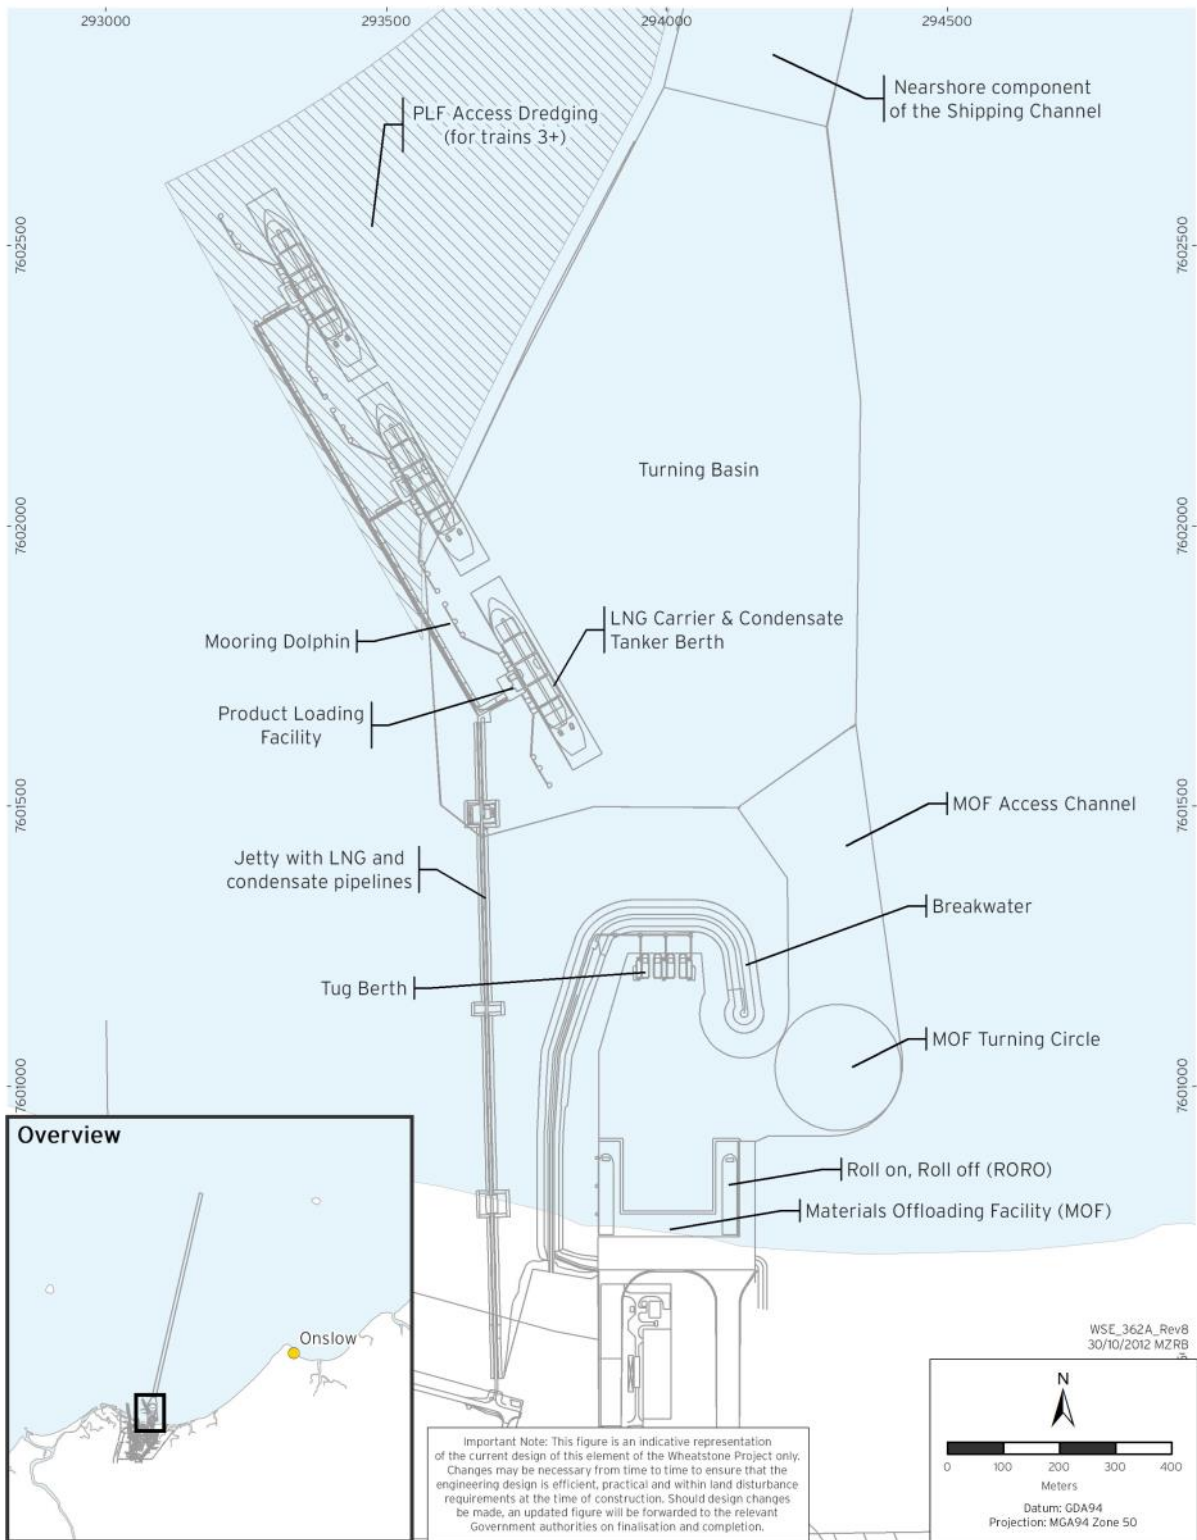 293000
293500
294000
294500
Nearshore component
of the Shipping Channel
PLF Access Dredging
(for trains 3+)
7602500
7602500
Turning Basin
7602000
7602000
LNG Carrier & Condensate
Tanker Berth
Mooring Dolphin
Product Loading
Facility
7601500
7601500
MOF Access Channel
Jetty with LNG and
condensate pipelines
Breakwater
Tug Berth
MOF Turning Circle
7601000
7601000
Overview
Roll on, Roll off (RORO)
Materials Offloading Facility (MOF)
Onslow
WSE_362A_Rev8
30/10/2012 MZRB
N
0 100 200 300 400
Meters
Datum: GDA94
Projection: MGA94 Zone 50
Important Note: This figure is an indicative representation
of the current design of this element of the Wheatstone Project only.
Changes may be necessary from time to time to ensure that the
engineering design is efficient, practical and within land disturbance
requirements at the time of construction. Should design changes
be made, an updated figure will be forwarded to the relevant
Government authorities on finalisation and completion.